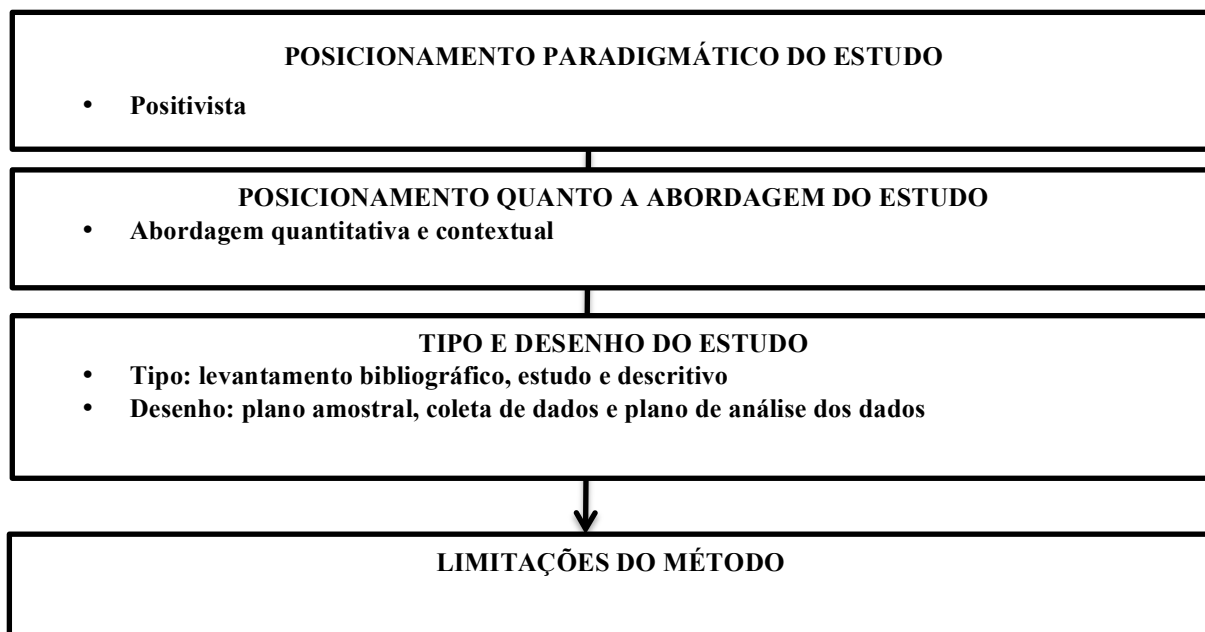 POSICIONAMENTO PARADIGMÁTICO DO ESTUDO
• Positivista
POSICIONAMENTO QUANTO A ABORDAGEM DO ESTUDO
• Abordagem quantitativa e contextual
TIPO E DESENHO DO ESTUDO
• Tipo: levantamento bibliográfico, estudo e descritivo
• Desenho: plano amostral, coleta de dados e plano de análise dos dados
LIMITAÇÕES DO MÉTODO